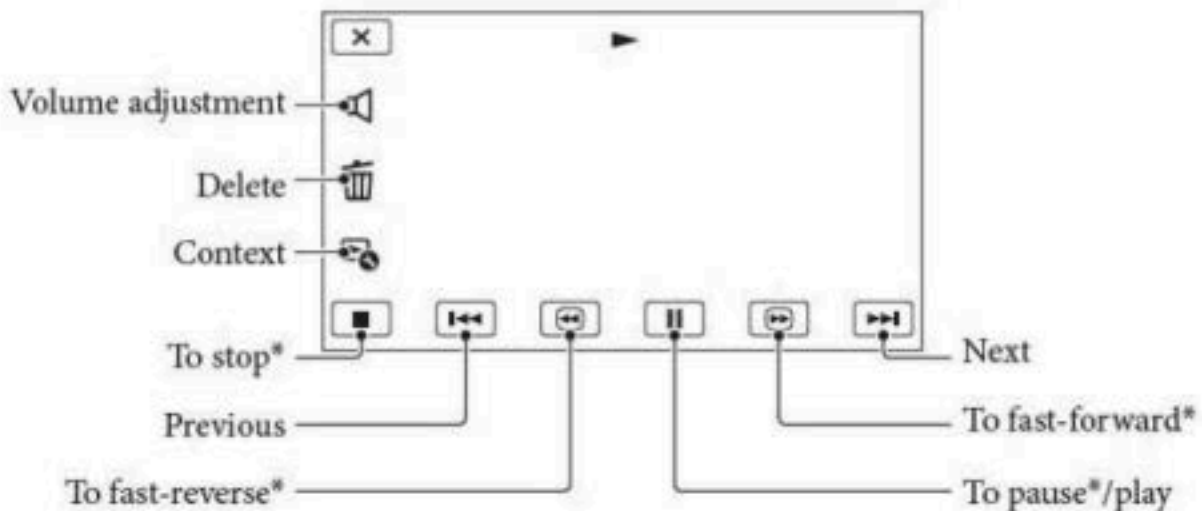 Volume adjustment
Delete
Context
To stop*
Next
Previous
To fast-forward*
To fast-reverse*
To pause*/play